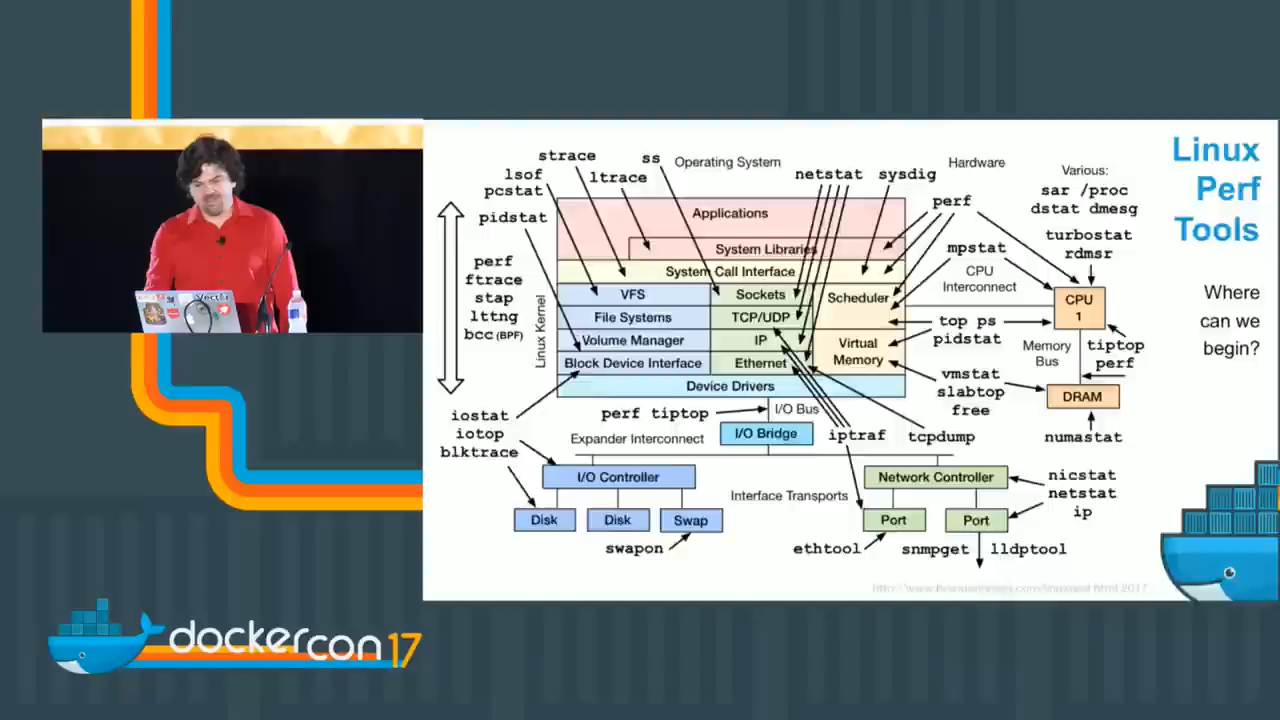 Linux
Perf
Tools
Where
can we
begin?
strace
ss
Operating System
Hardware
Various:
lsof
ltrace
netstat
sysdig
sar /proc
pcstat
dstat dmesg
pidstat
Applications
perf
turbostat
rdmsr
System Libraries
mpstat
perf
ftrace
stap
lttng
bcc (BPF)
System Call Interface
CPU
Interconnect
Linux Kernel
VFS
Sockets
Scheduler
CPU
1
File Systems
TCP/UDP
top ps
pidstat
Volume Manager
IP
Virtual
Memory
Memory
Bus
tiptop
perf
Block Device Interface
Ethernet
vmstat
slabtop
free
Device Drivers
DRAM
iostat
iotop
blktrace
perf tiptop
I/O Bus
Expander Interconnect
I/O Bridge
iptraf
tcpdump
numastat
I/O Controller
Network Controller
nicstat
netstat
ip
Interface Transports
Disk
Disk
Swap
Port
Port
swapon
ethtool
snmpget
lldptool
Vector
dockercon 17